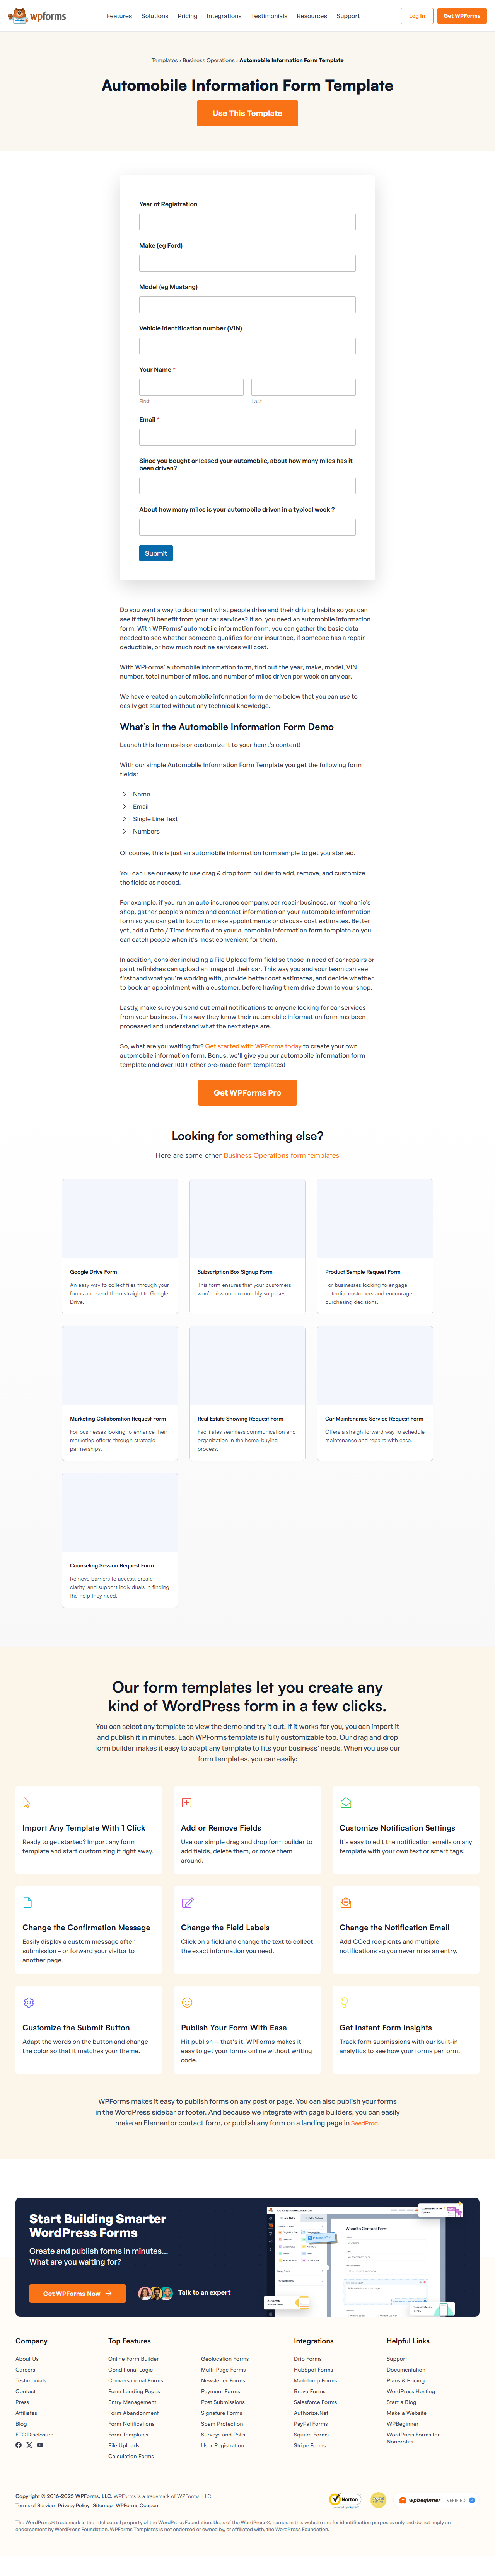 wpforms
Features Solutions Pricing Integrations Testimonials Resources Support
Log In Get WPForms
Templates › Business Operations › Automobile Information Form Template
Automobile Information Form Template
Use This Template
Year of Registration
Make (eg Ford)
Model (eg Mustang)
Vehicle identification number (VIN)
Your Name *
First Last
Email *
Since you bought or leased your automobile, about how many miles has it
been driven?
About how many miles is your automobile driven in a typical week ?
Submit
Do you want a way to document what people drive and their driving habits so you can
see if they'll benefit from your car services? If so, you need an automobile information
form. With WPForms' automobile information form, you can gather the basic data
needed to see whether someone qualifies for car insurance, if someone has a repair
deductible, or how much routine services will cost.
With WPForms' automobile information form, find out the year, make, model, VIN
number, total number of miles, and number of miles driven per week on any car.
We have created an automobile information form demo below that you can use to
easily get started without any technical knowledge.
What's in the Automobile Information Form Demo
Launch this form as-is or customize it to your heart's content!
With our simple Automobile Information Form Template you get the following form
fields:
Name
Email
Single Line Text
Numbers
Of course, this is just an automobile information form sample to get you started.
You can use our easy to use drag & drop form builder to add, remove, and customize
the fields as needed.
For example, if you run an auto insurance company, car repair business, or mechanic's
shop, gather people's names and contact information on your automobile information
form so you can get in touch to make appointments or discuss cost estimates. Better
yet, add a Date / Time form field to your automobile information form template so you
can catch people when it's most convenient for them.
In addition, consider including a File Upload form field so those in need of car repairs or
paint refinishes can upload an image of their car. This way you and your team can see
firsthand what you're working with, provide better cost estimates, and decide whether
to book an appointment with a customer, before having them drive down to your shop.
Lastly, make sure you send out email notifications to anyone looking for car services
from your business. This way they know their automobile information form has been
processed and understand what the next steps are.
So, what are you waiting for? Get started with WPForms today to create your own
automobile information form. Bonus, we'll give you our automobile information form
template and over 100+ other pre-made form templates!
Get WPForms Pro
Looking for something else?
Here are some other Business Operations form templates
Google Drive Form
An easy way to collect files through your
forms and send them straight to Google
Drive.
Subscription Box Signup Form
This form ensures that your customers
won't miss out on monthly surprises.
Product Sample Request Form
For businesses looking to engage
potential customers and encourage
purchasing decisions.
Marketing Collaboration Request Form
For businesses looking to enhance their
marketing efforts through strategic
partnerships.
Real Estate Showing Request Form
Facilitates seamless communication and
organization in the home-buying
process.
Car Maintenance Service Request Form
Offers a straightforward way to schedule
maintenance and repairs with ease.
Counseling Session Request Form
Remove barriers to access, create
clarity, and support individuals in finding
the help they need.
Our form templates let you create any
kind of WordPress form in a few clicks.
You can select any template to view the demo and try it out. If it works for you, you can import it
and publish it in minutes. Each WPForms template is fully customizable too. Our drag and drop
form builder makes it easy to adapt any template to fits your business' needs. When you use our
form templates, you can easily:
Import Any Template With 1 Click
Ready to get started? Import any form
template and start customizing it right away.
Add or Remove Fields
Use our simple drag and drop form builder to
add fields, delete them, or move them
around.
Customize Notification Settings
It's easy to edit the notification emails on any
template with your own text or smart tags.
Change the Confirmation Message
Easily display a custom message after
submission – or forward your visitor to
another page.
Change the Field Labels
Click on a field and change the text to collect
the exact information you need.
Change the Notification Email
Add CCed recipients and multiple
notifications so you never miss an entry.
Customize the Submit Button
Adapt the words on the button and change
the color so that it matches your theme.
Publish Your Form With Ease
Hit publish — that's it! WPForms makes it
easy to get your forms online without writing
code.
Get Instant Form Insights
Track form submissions with our built-in
analytics to see how your forms perform.
WPForms makes it easy to publish forms on any post or page. You can also publish your forms
in the WordPress sidebar or footer. And because we integrate with page builders, you can easily
make an Elementor contact form, or publish any form on a landing page in SeedProd.
Start Building Smarter
WordPress Forms
Create and publish forms in minutes...
What are you waiting for?
Get WPForms Now Talk to an expert
Website Contact Form
Company
About Us
Careers
Testimonials
Contact
Press
Affiliates
Blog
FTC Disclosure
Top Features
Online Form Builder
Conditional Logic
Conversational Forms
Form Landing Pages
Entry Management
Form Abandonment
Form Notifications
Form Templates
File Uploads
Calculation Forms
Geolocation Forms
Multi-Page Forms
Newsletter Forms
Payment Forms
Post Submissions
Signature Forms
Spam Protection
Surveys and Polls
User Registration
Integrations
Drip Forms
HubSpot Forms
Mailchimp Forms
Brevo Forms
Salesforce Forms
Authorize.Net
PayPal Forms
Square Forms
Stripe Forms
Helpful Links
Support
Documentation
Plans & Pricing
WordPress Hosting
Start a Blog
Make a Website
WPBeginner
WordPress Forms for
Nonprofits
Copyright © 2016-2025 WPForms, LLC. WPForms is a trademark of WPForms, LLC.
Terms of Service Privacy Policy Sitemap WPForms Coupon
Norton
wpbeginner VERIFIED
The WordPress® trademark is the intellectual property of the WordPress Foundation. Uses of the WordPress®, names in this website are for identification purposes only and do not imply an
endorsement by WordPress Foundation. WPForms Templates is not endorsed or owned by, or affiliated with, the WordPress Foundation.